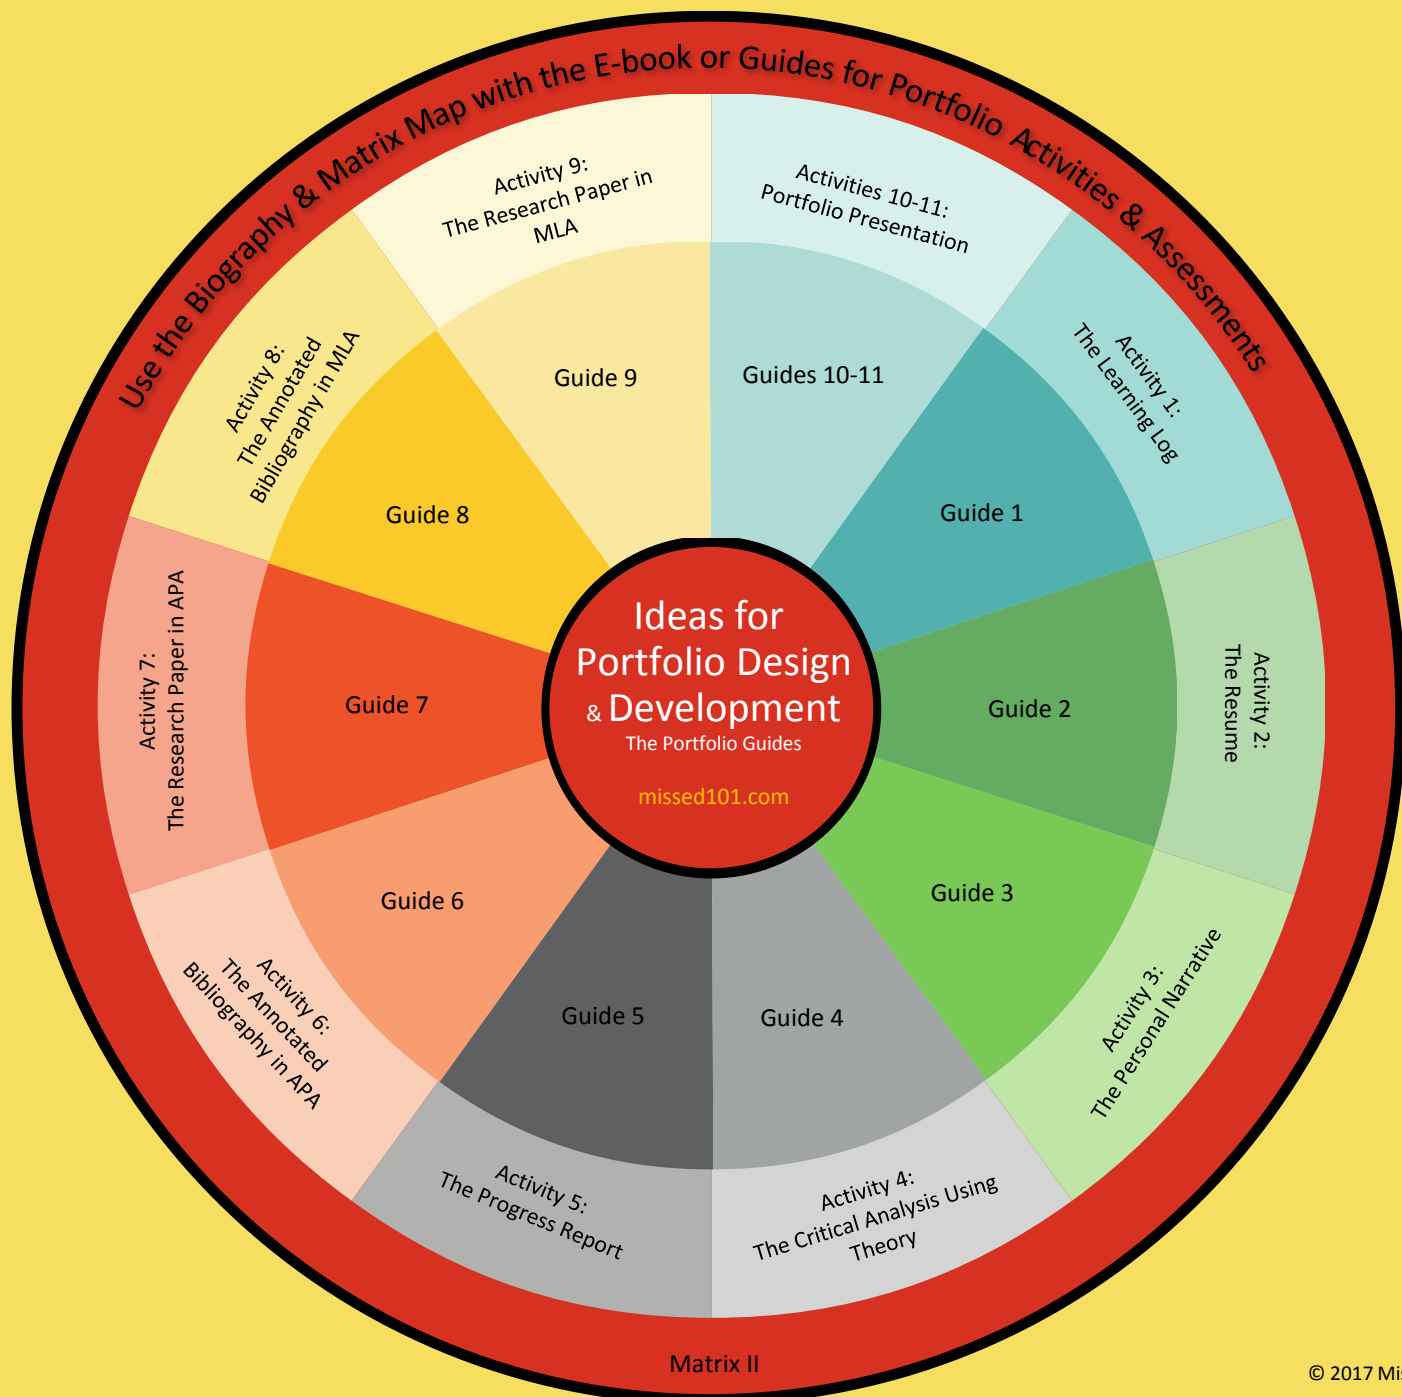 Use the Biography & Matrix Map with the E-book or Guides for Portfolio Activities & Assessments
Activities 10-11:
Portfolio Presentation
Guides 10-11
Activity 1:
The Learning Log
Guide 1
Activity 2:
The Resume
Guide 2
Activity 3:
The Personal Narrative
Guide 3
Activity 4:
The Critical Analysis Using
Theory
Guide 4
Activity 5:
The Progress Report
Guide 5
Activity 6:
The Annotated
Bibliography in APA
Guide 6
Activity 7:
The Research Paper in APA
Guide 7
Activity 8:
The Annotated
Bibliography in MLA
Guide 8
Activity 9:
The Research Paper in
MLA
Guide 9
Ideas for
Portfolio Design
& Development
The Portfolio Guides
missed101.com
Matrix II
© 2017